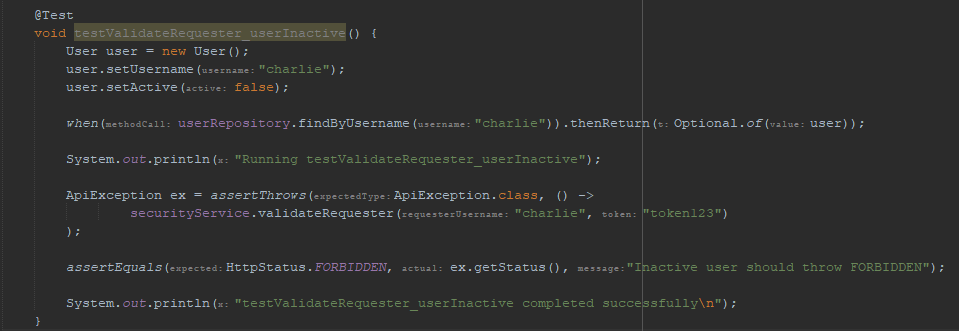 @Test
void testValidateRequester_userInactive() {
User user = new User();
user.setUsername( username: "charlie");
user.setActive( active: false);
when( methodCall: userRepository.findByUsername( username: "charlie")).thenReturn( t: Optional.of( value: user));
System.out.println( x: "Running testValidateRequester_userInactive");
ApiException ex = assertThrows( expectedType: ApiException.class, () ->
securityService.validateRequester( requesterUsername: "charlie", token: "token123")
);
assertEquals( expected: HttpStatus.FORBIDDEN, actual: ex.getStatus(), message: "Inactive user should throw FORBIDDEN");
System.out.println( x: "testValidateRequester_userInactive completed successfully\n");
}